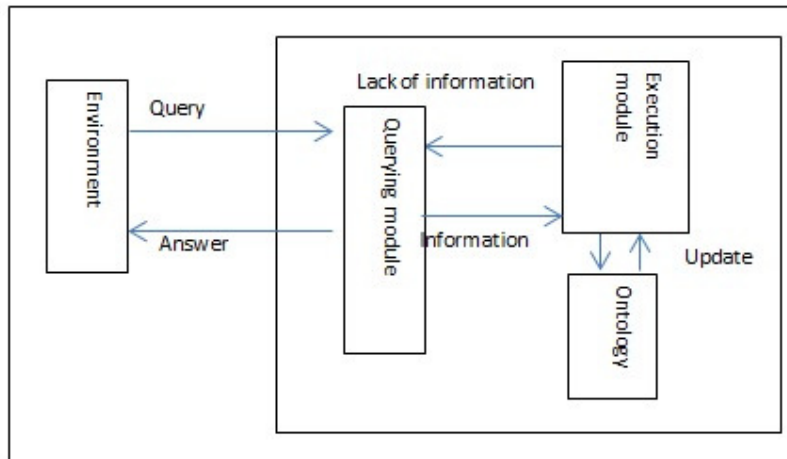 Environment
Query
Answer
Lack of information
Querying module
Information
Execution
module
Update
Ontology